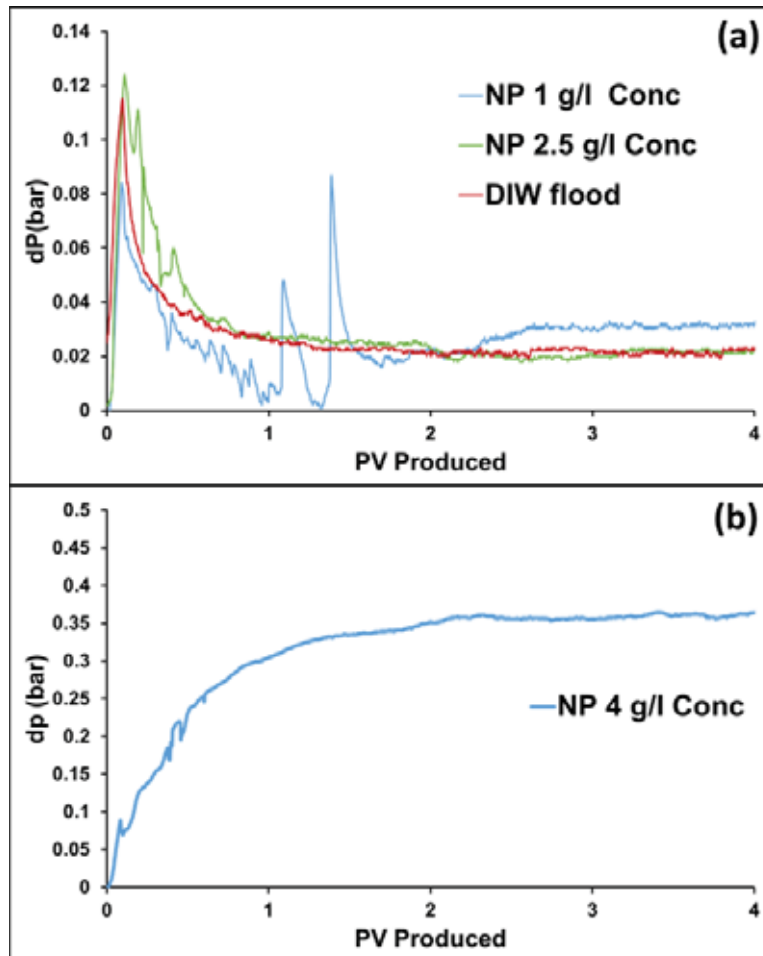 (a)
0.14
0.12
0.1
0.08
0.06
0.04
0.02
0
dP(bar)
NP 1 g/l Conc
NP 2.5 g/l Conc
DIW flood
0 1 2 3 4
PV Produced
(b)
0.5
0.45
0.4
0.35
0.3
0.25
0.2
0.15
0.1
0.05
0
dp (bar)
NP 4 g/l Conc
0 1 2 3 4
PV Produced